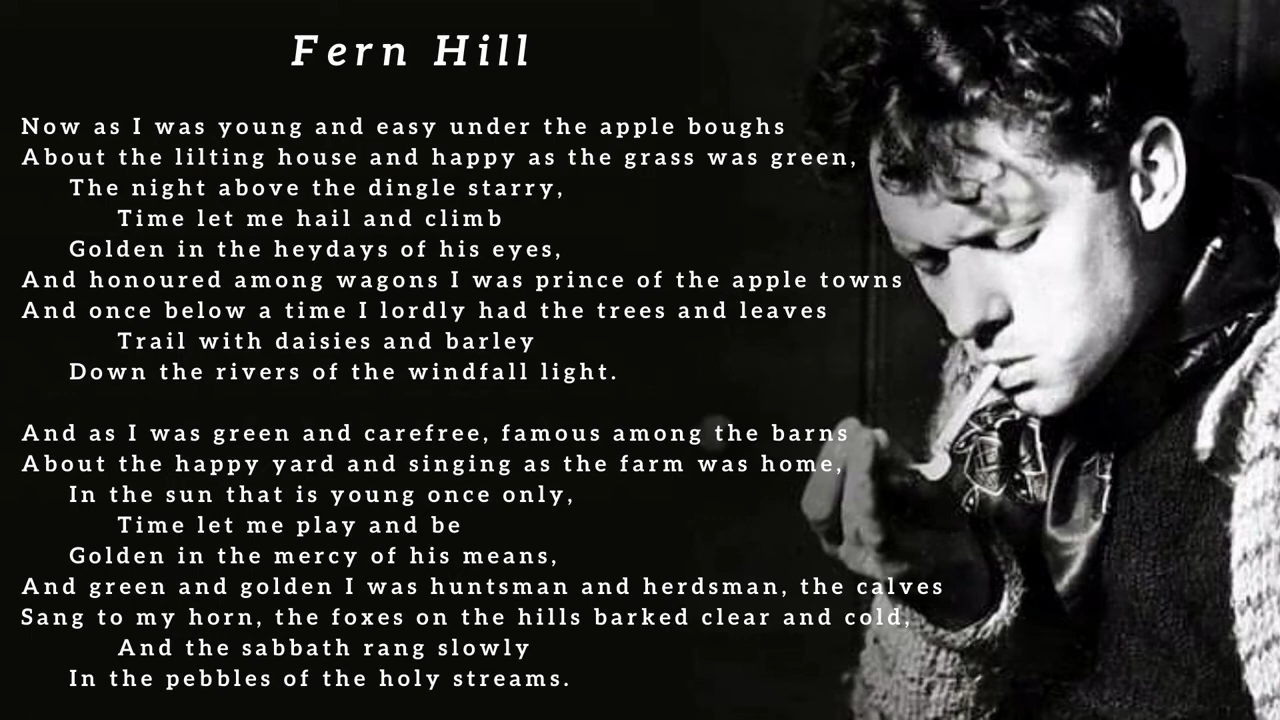 Fern Hill
Now as I was young and easy under the apple boughs
About the lilting house and happy as the grass was green,
The night above the dingle starry,
Time let me hail and climb
Golden in the heydays of his eyes,
And honoured among wagons I was prince of the apple towns
And once below a time I lordly had the trees and leaves
Trail with daisies and barley
Down the rivers of the windfall light.
And as I was green and carefree, famous among the barns
About the happy yard and singing as the farm was home,
In the sun that is young once only,
Time let me play and be
Golden in the mercy of his means,
And green and golden I was huntsman and herdsman, the calves
Sang to my horn, the foxes on the hills barked clear and cold,
And the sabbath rang slowly
In the pebbles of the holy streams.